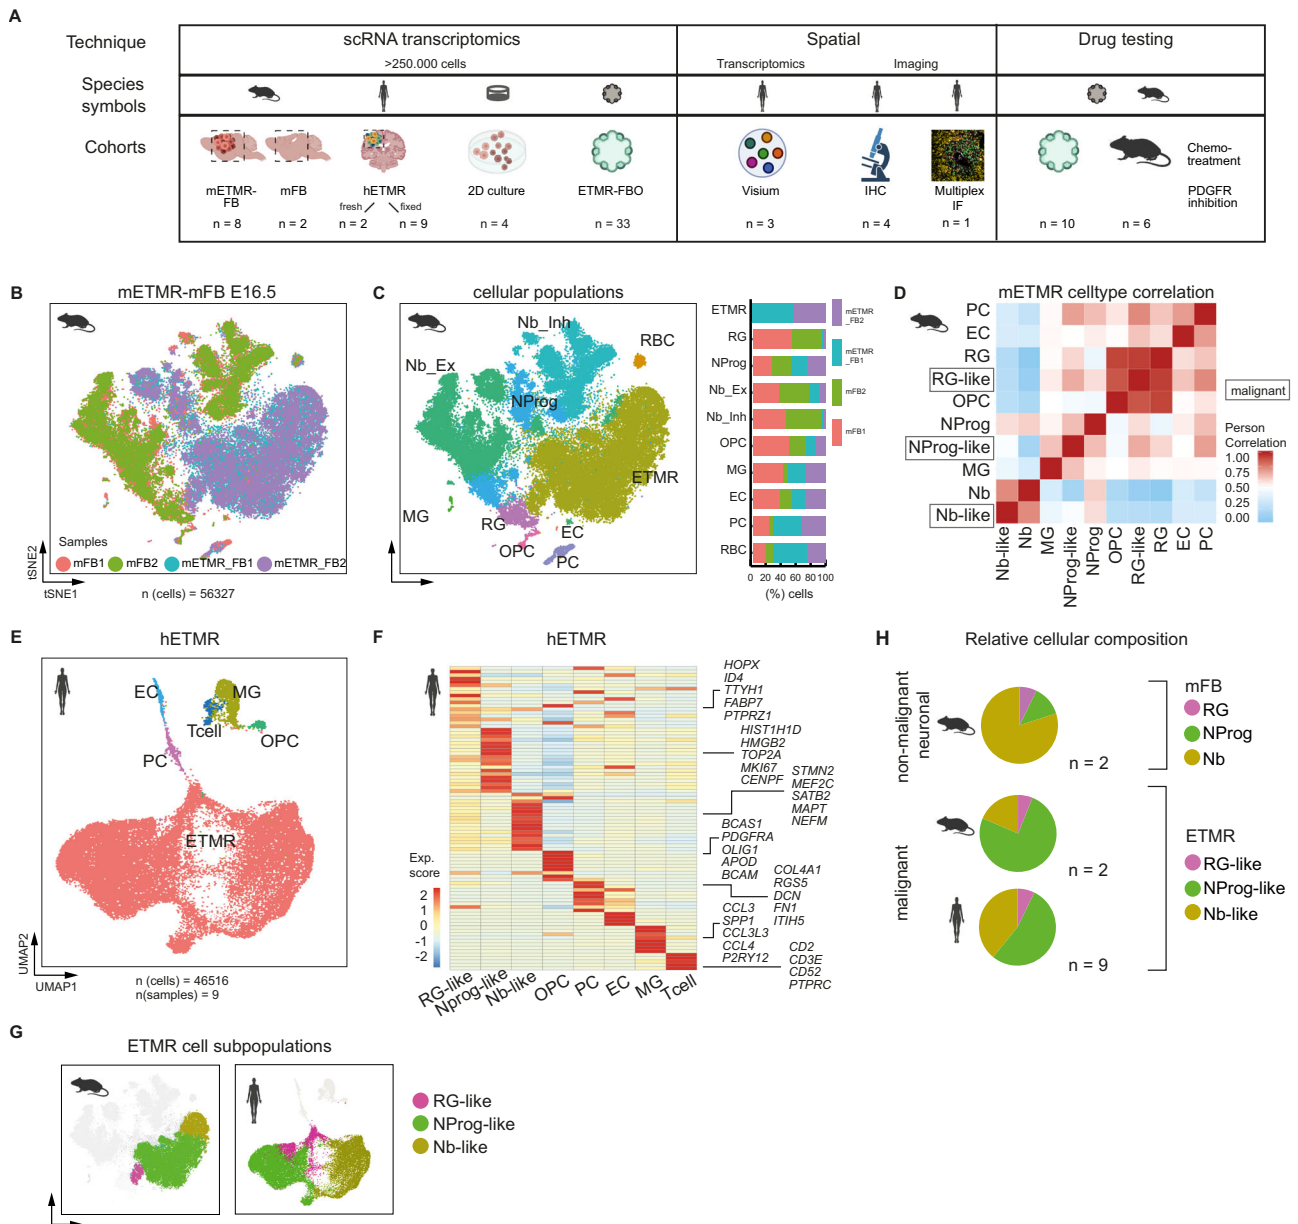 A
Technique
scRNA transcriptomics
Spatial
Drug testing
>250.000 cells
Transcriptomics
Imaging
Species
symbols
Cohorts
mETMR-
FB
mFB
hETMR
2D culture
ETMR-FBO
Visium
IHC
Multiplex
IF
Chemo-
treatment
PDGFR
inhibition
fresh
fixed
n = 8
n = 2
n = 2
n = 9
n = 4
n = 33
n = 3
n = 4
n = 1
n = 10
n = 6
B
mETMR-mFB E16.5
Samples
mFB1
mFB2
mETMR_FB1
mETMR_FB2
tSNE2
tSNE1
n (cells) = 56327
C
cellular populations
Nb_Inh
RBC
Nb_Ex
NProg
ETMR
MG
RG
EC
OPC
PC
ETMR
RG
NProg
Nb_Ex
Nb_Inh
OPC
MG
EC
PC
RBC
0 20 40 60 80 100
(%) cells
mETMR
_FB2
mETMR
_FB1
mFB2
mFB1
D
mETMR celltype correlation
PC
EC
RG
RG-like
OPC
NProg
NProg-like
MG
Nb
Nb-like
Nb-like
Nb
MG
NProg-like
NProg
OPC
RG-like
RG
EC
PC
malignant
Person
Correlation
1.00
0.75
0.50
0.25
0.00
E
hETMR
EC
MG
Tcell
OPC
PC
ETMR
UMAP2
UMAP1
n (cells) = 46516
n(samples) = 9
F
hETMR
HOPX
ID4
TTYH1
FABP7
PTPRZ1
HIST1H1D
HMGB2
TOP2A
MKI67
CENPF
STMN2
MEF2C
SATB2
MAPT
NEFM
BCAS1
PDGFRA
OLIG1
APOD
BCAM
COL4A1
RGS5
DCN
FN1
ITIH5
CCL3
SPP1
CCL3L3
CCL4
P2RY12
CD2
CD3E
CD52
PTPRC
Exp.
score
2
1
0
-1
-2
RG-like
Nprog-like
Nb-like
OPC
PC
EC
MG
Tcell
H
Relative cellular composition
non-malignant
neuronal
n = 2
mFB
RG
NProg
Nb
malignant
n = 2
n = 9
ETMR
RG-like
NProg-like
Nb-like
G
ETMR cell subpopulations
RG-like
NProg-like
Nb-like